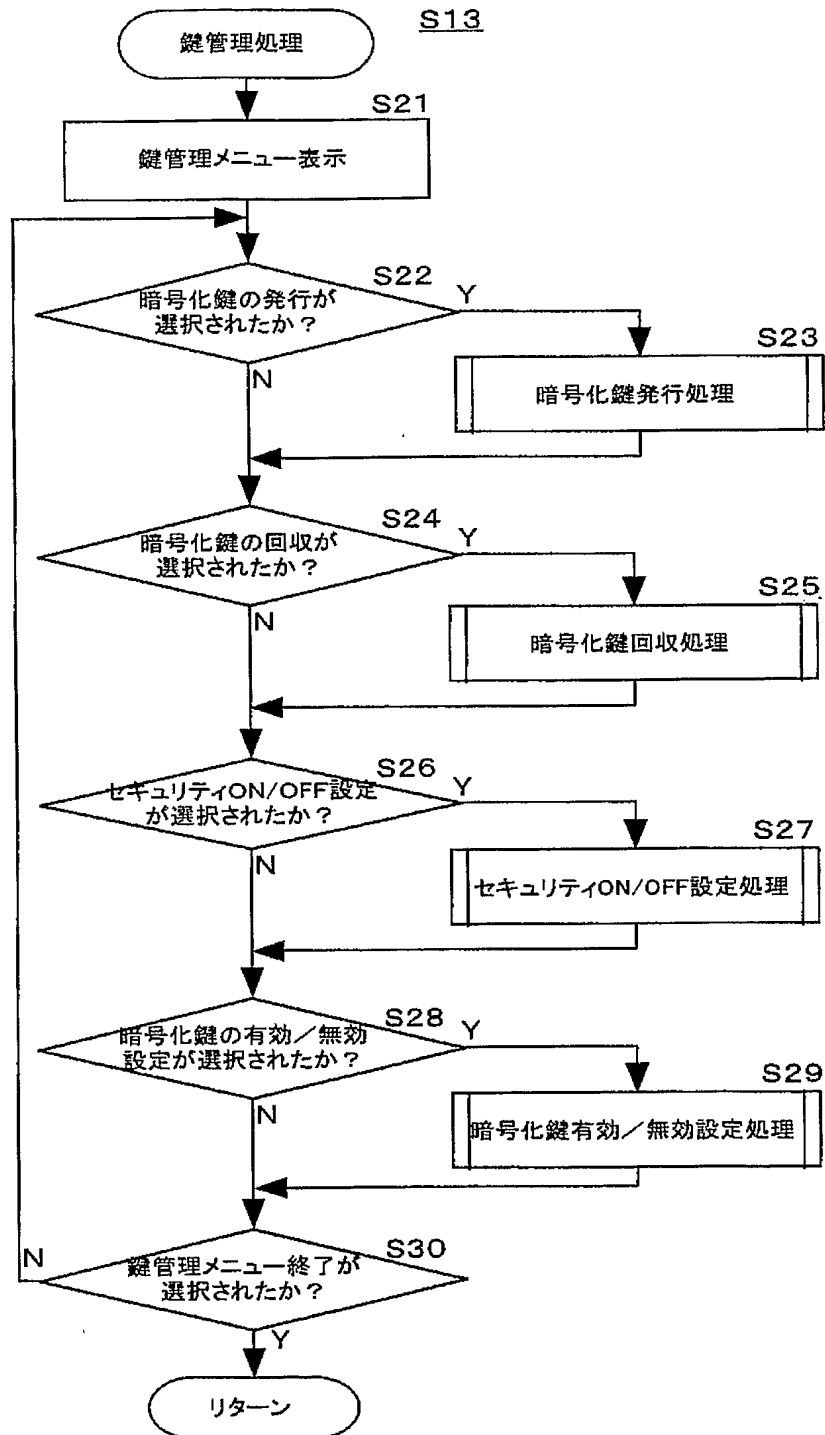 S13
鍵管理処理
S21
鍵管理メニュー表示
S22
暗号化鍵の発行が
選択されたか？
Y
N
S23
暗号化鍵発行処理
S24
暗号化鍵の回収が
選択されたか？
Y
N
S25
暗号化鍵回収処理
S26
セキュリティON/OFF設定
が選択されたか？
Y
N
S27
セキュリティON/OFF設定処理
S28
暗号化鍵の有効／無効
設定が選択されたか？
Y
N
S29
暗号化鍵有効／無効設定処理
S30
鍵管理メニュー終了が
選択されたか？
N
Y
リターン